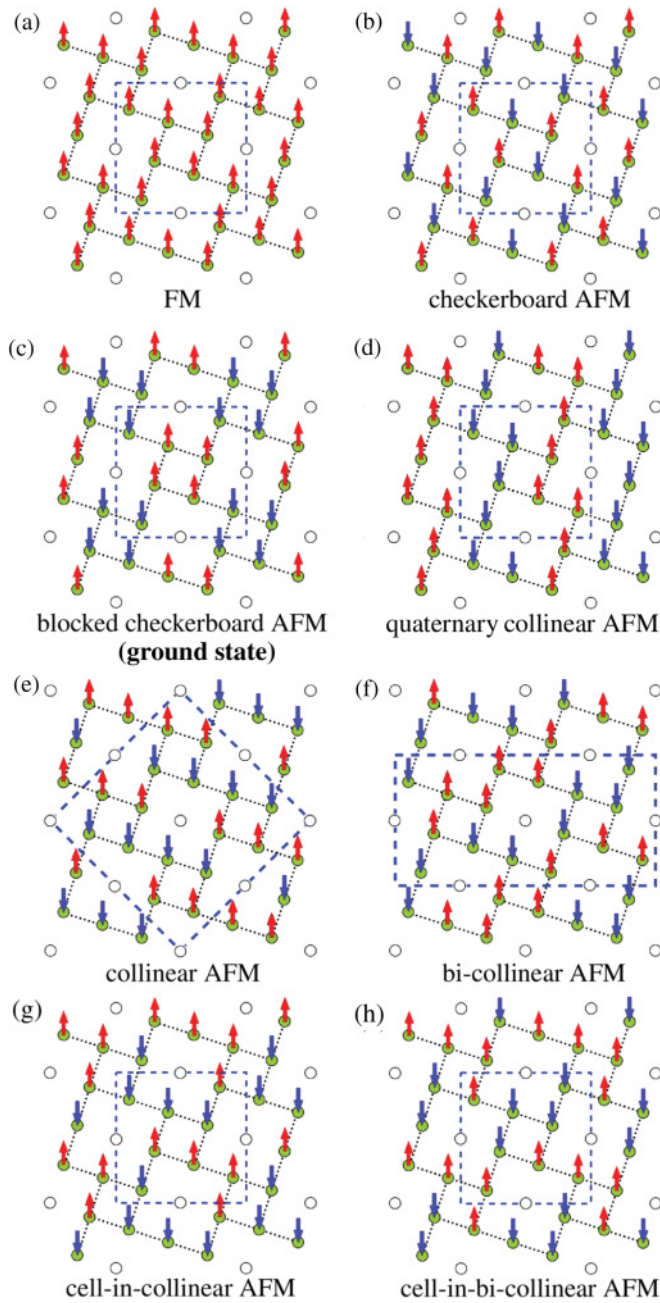 (a)
(b)
FM
checkerboard AFM
(c)
(d)
blocked checkerboard AFM
(ground state)
quaternary collinear AFM
(e)
(f)
collinear AFM
bi-collinear AFM
(g)
(h)
cell-in-collinear AFM
cell-in-bi-collinear AFM